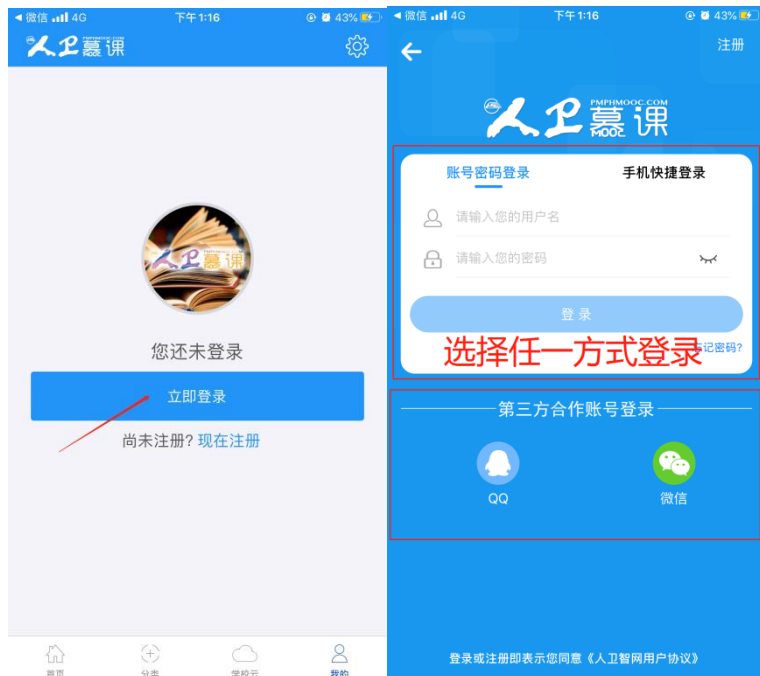 微信 4G 下午1:16 43%
人卫慕课
PMPHMOOC.COM
人卫慕课
您还未登录
立即登录
尚未注册? 现在注册
首页 分类 学校云 我的
微信 4G 下午1:16 43%
注册
人卫慕课
PMPHMOOC.COM
MOOC
账号密码登录 手机快捷登录
请输入您的用户名
请输入您的密码
登录
选择任一方式登录
记密码?
第三方合作账号登录
QQ 微信
登录或注册即表示您同意《人卫智网用户协议》